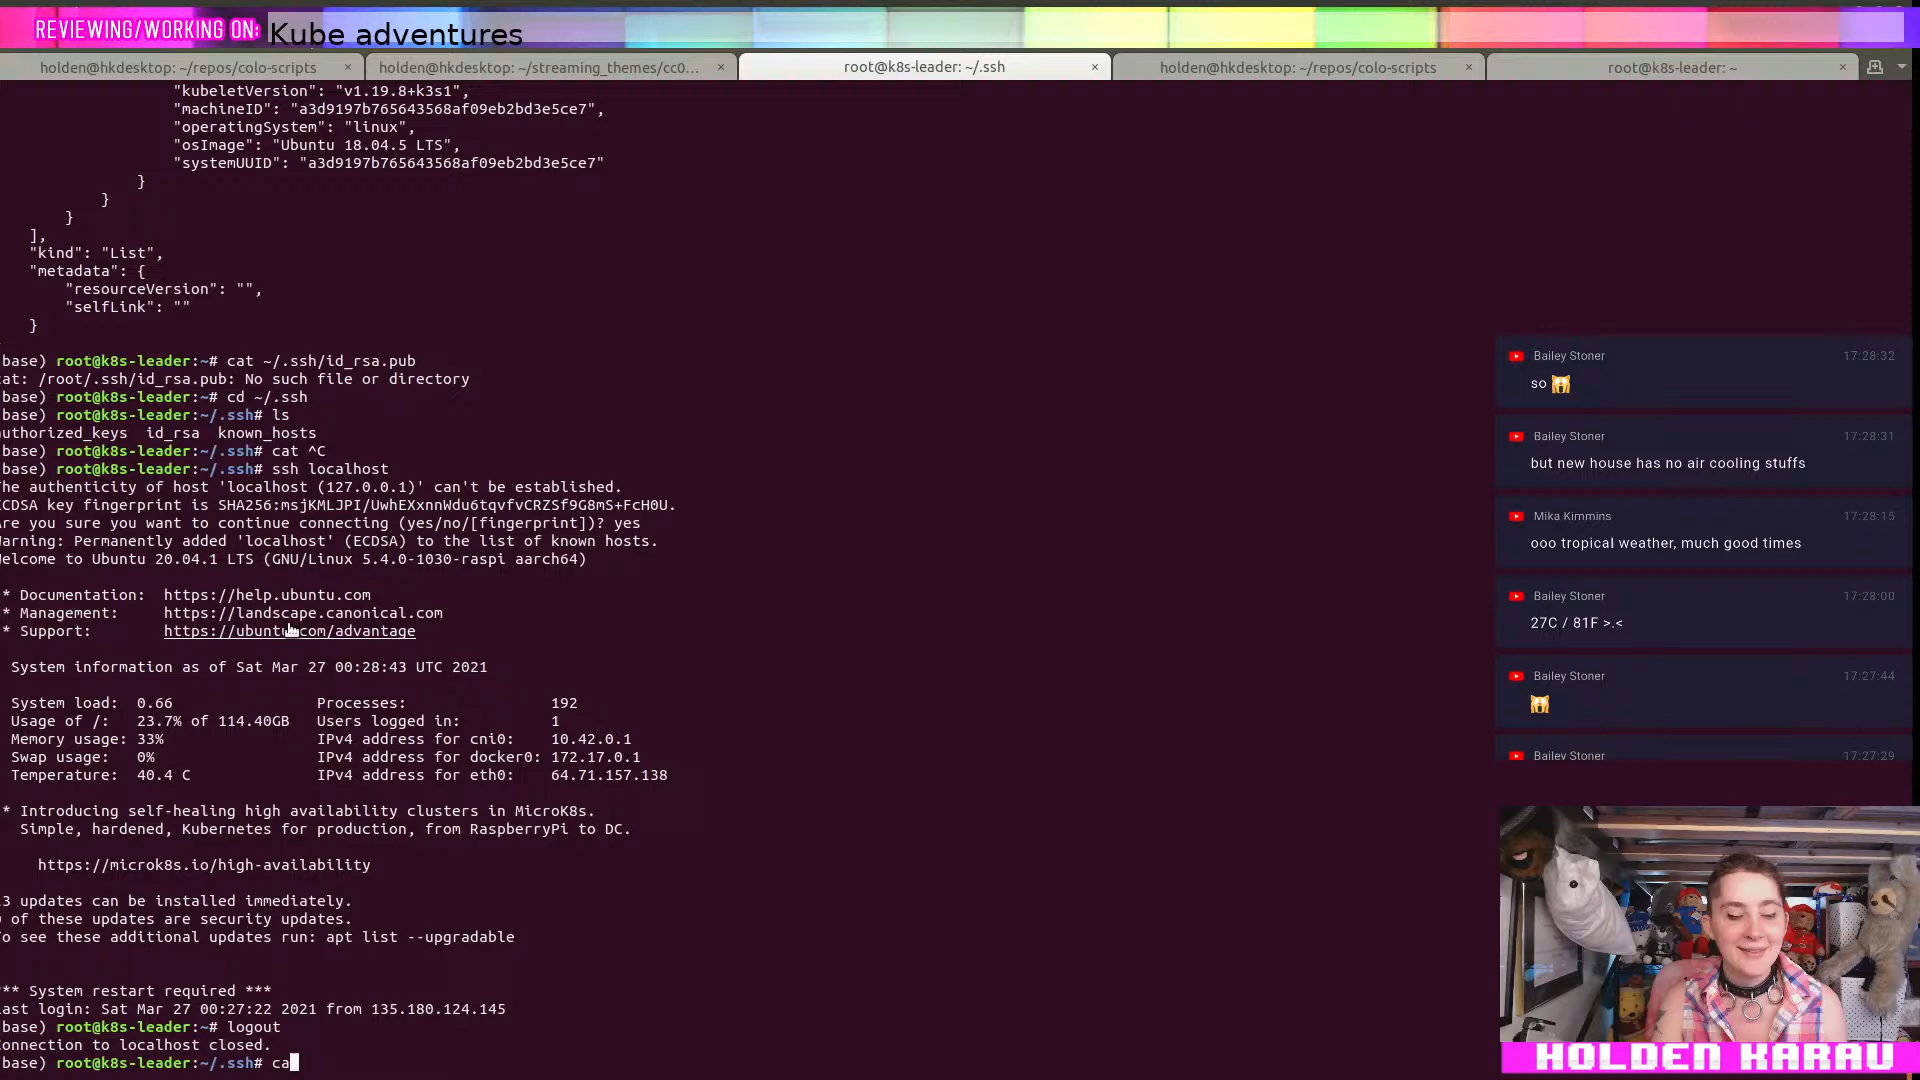 REVIEWING/WORKING ON: Kube adventures
holden@hkdesktop: ~/repos/colo-scripts × holden@hkdesktop: ~/streaming_themes/cc0... × root@k8s-leader: ~/.ssh × holden@hkdesktop: ~/repos/colo-scripts × root@k8s-leader: ~ ×
"kubeletVersion": "v1.19.8+k3s1",
"machineID": "a3d9197b765643568af09eb2bd3e5ce7",
"operatingSystem": "linux",
"osImage": "Ubuntu 18.04.5 LTS",
"systemUUID": "a3d9197b765643568af09eb2bd3e5ce7"
}
}
}
],
"kind": "List",
"metadata": {
"resourceVersion": "",
"selfLink": ""
}
base) root@k8s-leader:~# cat ~/.ssh/id_rsa.pub
cat: /root/.ssh/id_rsa.pub: No such file or directory
base) root@k8s-leader:~# cd ~/.ssh
base) root@k8s-leader:~/.ssh# ls
authorized_keys id_rsa known_hosts
base) root@k8s-leader:~/.ssh# cat ^C
base) root@k8s-leader:~/.ssh# ssh localhost
The authenticity of host 'localhost (127.0.0.1)' can't be established.
ECDSA key fingerprint is SHA256:msjKMLJPI/UwhEXxnnWdu6tqvfvCRZSf9G8mS+FcH0U.
Are you sure you want to continue connecting (yes/no/[fingerprint])? yes
Warning: Permanently added 'localhost' (ECDSA) to the list of known hosts.
Welcome to Ubuntu 20.04.1 LTS (GNU/Linux 5.4.0-1030-raspi aarch64)
* Documentation: https://help.ubuntu.com
* Management: https://landscape.canonical.com
* Support: https://ubuntu.com/advantage
System information as of Sat Mar 27 00:28:43 UTC 2021
System load: 0.66 Processes: 192
Usage of /: 23.7% of 114.40GB Users logged in: 1
Memory usage: 33% IPv4 address for cni0: 10.42.0.1
Swap usage: 0% IPv4 address for docker0: 172.17.0.1
Temperature: 40.4 C IPv4 address for eth0: 64.71.157.138
* Introducing self-healing high availability clusters in MicroK8s.
Simple, hardened, Kubernetes for production, from RaspberryPi to DC.
https://microk8s.io/high-availability
3 updates can be installed immediately.
of these updates are security updates.
To see these additional updates run: apt list --upgradable
*** System restart required ***
Last login: Sat Mar 27 00:27:22 2021 from 135.180.124.145
base) root@k8s-leader:~# logout
Connection to localhost closed.
base) root@k8s-leader:~/.ssh# ca
Bailey Stoner 17:28:32
so 🙀
Bailey Stoner 17:28:31
but new house has no air cooling stuffs
Mika Kimmins 17:28:15
ooo tropical weather, much good times
Bailey Stoner 17:28:00
27C / 81F >.<
Bailey Stoner 17:27:44
🙀
Bailey Stoner 17:27:29
HOLDEN KARAU